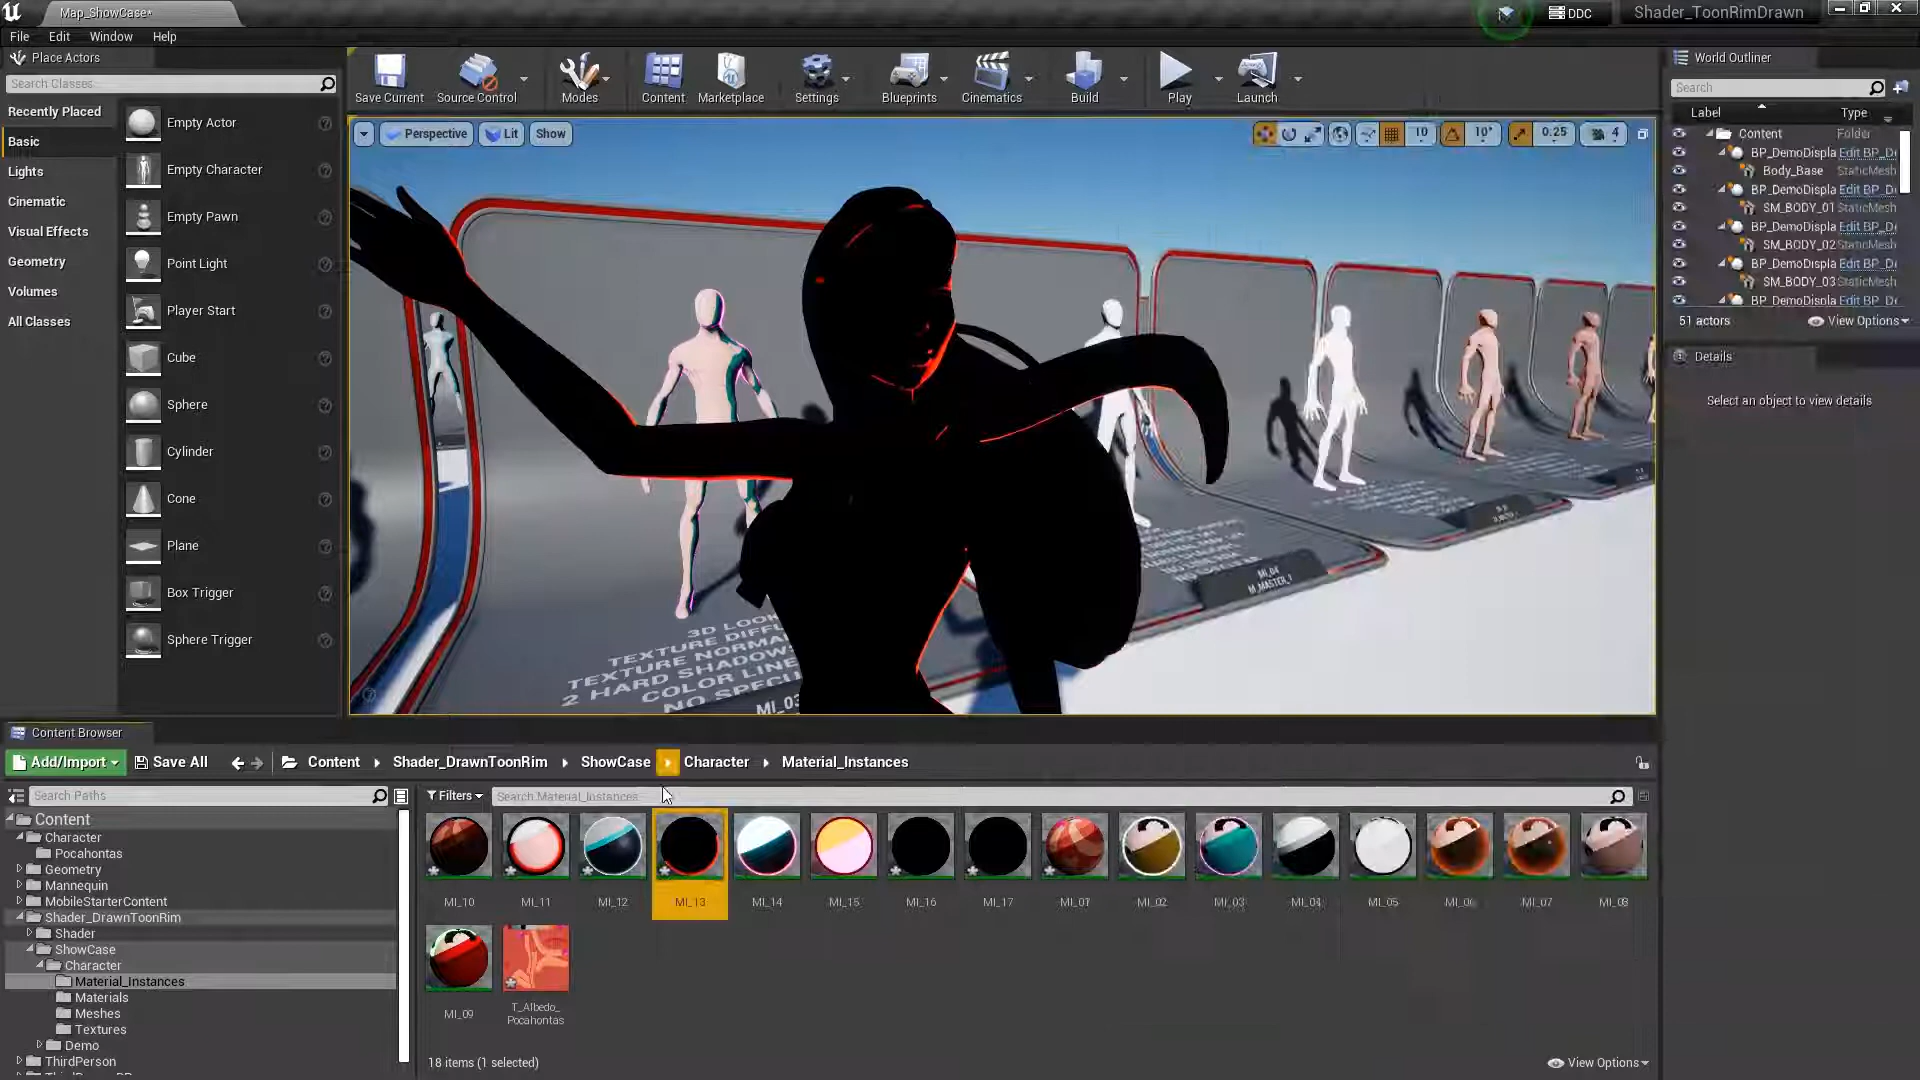 Map_ShowCase*
DDC
Shader_ToonRimDrawn
File Edit Window Help
Place Actors
Search Classes
Recently Placed
Basic
Lights
Cinematic
Visual Effects
Geometry
Volumes
All Classes
Empty Actor
Empty Character
Empty Pawn
Point Light
Player Start
Cube
Sphere
Cylinder
Cone
Plane
Box Trigger
Sphere Trigger
Save Current
Source Control
Modes
Content
Marketplace
Settings
Blueprints
Cinematics
Build
Play
Launch
Perspective
Lit
Show
10
10°
0.25
4
3D LOOK
TEXTURE DIFFU
TEXTURE NORMA
2 HARD SHADOWS
COLOR LINE
NO SPECU
MI_03
MI_04
M_MASTER_1
World Outliner
Search
Label Type
Content Folder
BP_DemoDispla Edit BP_De
Body_Base StaticMesh
BP_DemoDispla Edit BP_De
SM_BODY_01 StaticMesh
BP_DemoDispla Edit BP_De
SM_BODY_02 StaticMesh
BP_DemoDispla Edit BP_De
SM_BODY_03 StaticMesh
BP_DemoDispla Edit BP_De
51 actors
View Options
Details
Select an object to view details
Content Browser
Add/Import
Save All
Content
Shader_DrawnToonRim
ShowCase
Character
Material_Instances
Search Paths
Filters
Search Material_Instances
Content
Character
Pocahontas
Geometry
Mannequin
MobileStarterContent
Shader_DrawnToonRim
Shader
ShowCase
Character
Material_Instances
Materials
Meshes
Textures
Demo
ThirdPerson
MI_10
MI_11
MI_12
MI_13
MI_14
MI_15
MI_16
MI_17
MI_01
MI_02
MI_03
MI_04
MI_05
MI_06
MI_07
MI_08
MI_09
T_Albedo_
Pocahontas
18 items (1 selected)
View Options